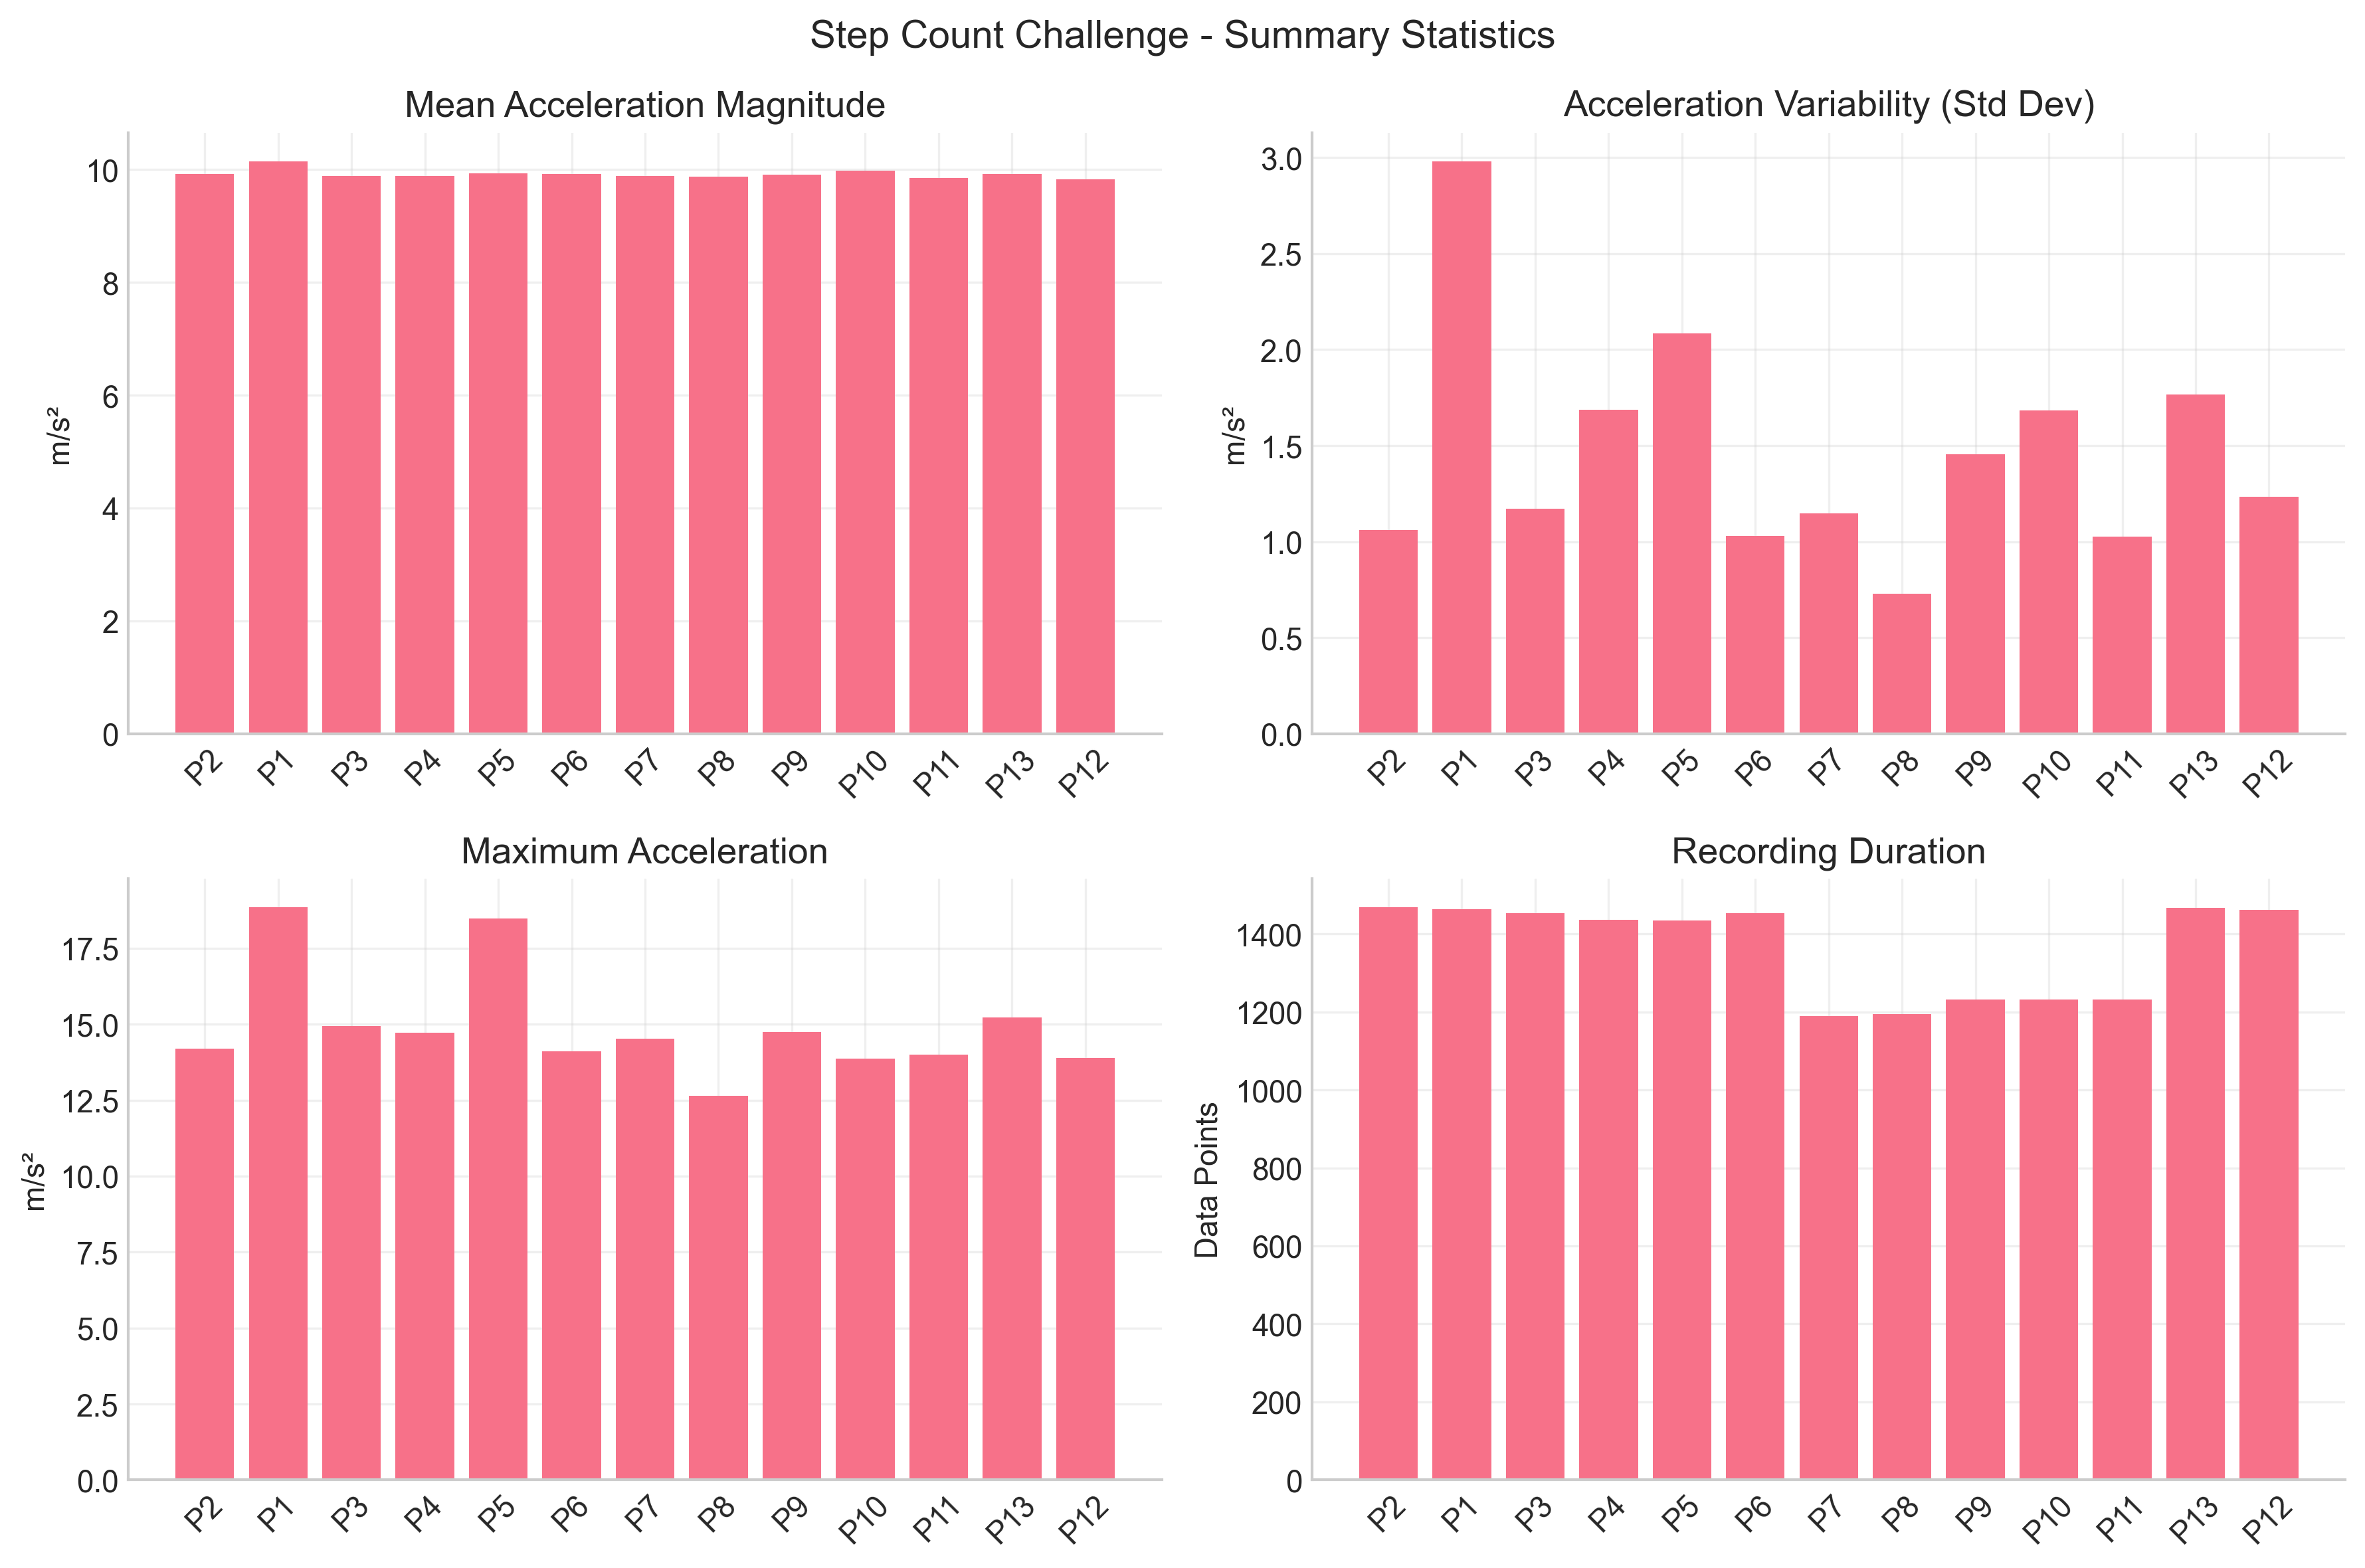 Step Count Challenge - Summary Statistics
Mean Acceleration Magnitude
m/s²
10
8
6
4
2
0
P2 P1 P3 P4 P5 P6 P7 P8 P9 P10 P11 P13 P12
Acceleration Variability (Std Dev)
m/s²
3.0
2.5
2.0
1.5
1.0
0.5
0.0
P2 P1 P3 P4 P5 P6 P7 P8 P9 P10 P11 P13 P12
Maximum Acceleration
m/s²
17.5
15.0
12.5
10.0
7.5
5.0
2.5
0.0
P2 P1 P3 P4 P5 P6 P7 P8 P9 P10 P11 P13 P12
Recording Duration
Data Points
1400
1200
1000
800
600
400
200
0
P2 P1 P3 P4 P5 P6 P7 P8 P9 P10 P11 P13 P12